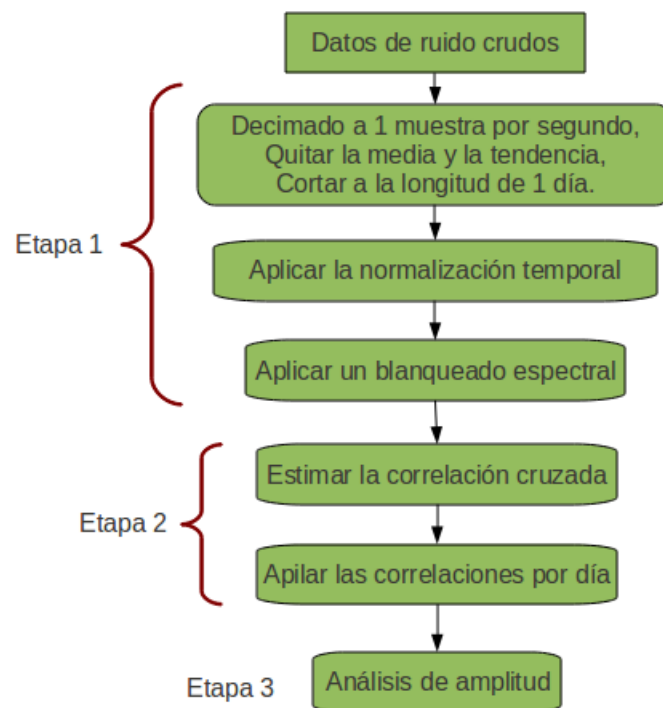 Datos de ruido crudos
Decimado a 1 muestra por segundo,
Quitar la media y la tendencia,
Cortar a la longitud de 1 día.
Etapa 1
Aplicar la normalización temporal
Aplicar un blanqueado espectral
Estimar la correlación cruzada
Etapa 2
Apilar las correlaciones por día
Etapa 3
Análisis de amplitud